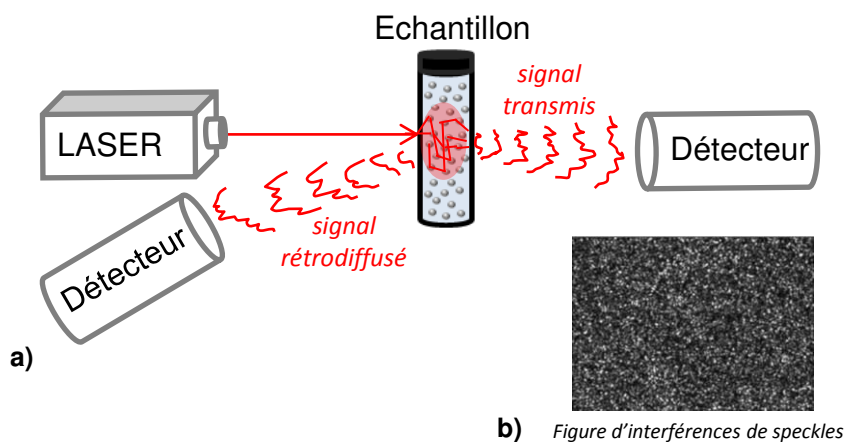 Echantillon
signal
transmis
LASER
Détecteur
signal
rétrodiffusé
Détecteur
a)
b) Figure d’interférences de speckles